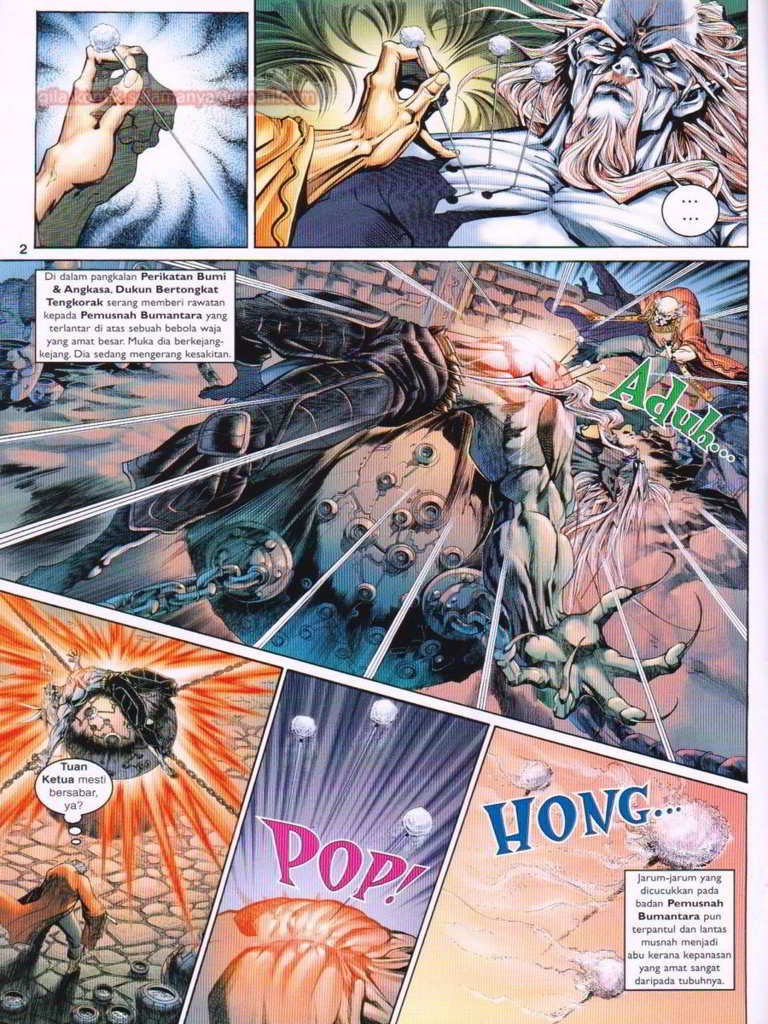 ...
...
2
Di dalam pangkalan Perikatan Bumi
& Angkasa, Dukun Bertongkat
Tengkorak serang memberi rawatan
kepada Pemusnah Bumantara yang
terlantar di atas sebuah bebola waja
yang amat besar. Muka dia berkejang-
kejang. Dia sedang mengerang kesakitan.
Aduh...
Tuan
Ketua mesti
bersabar,
ya?
POP!
HONG...
Jarum-jarum yang
dicucukkan pada
badan Pemusnah
Bumantara pun
terpantul dan lantas
musnah menjadi
abu kerana kepanasan
yang amat sangat
daripada tubuhnya.